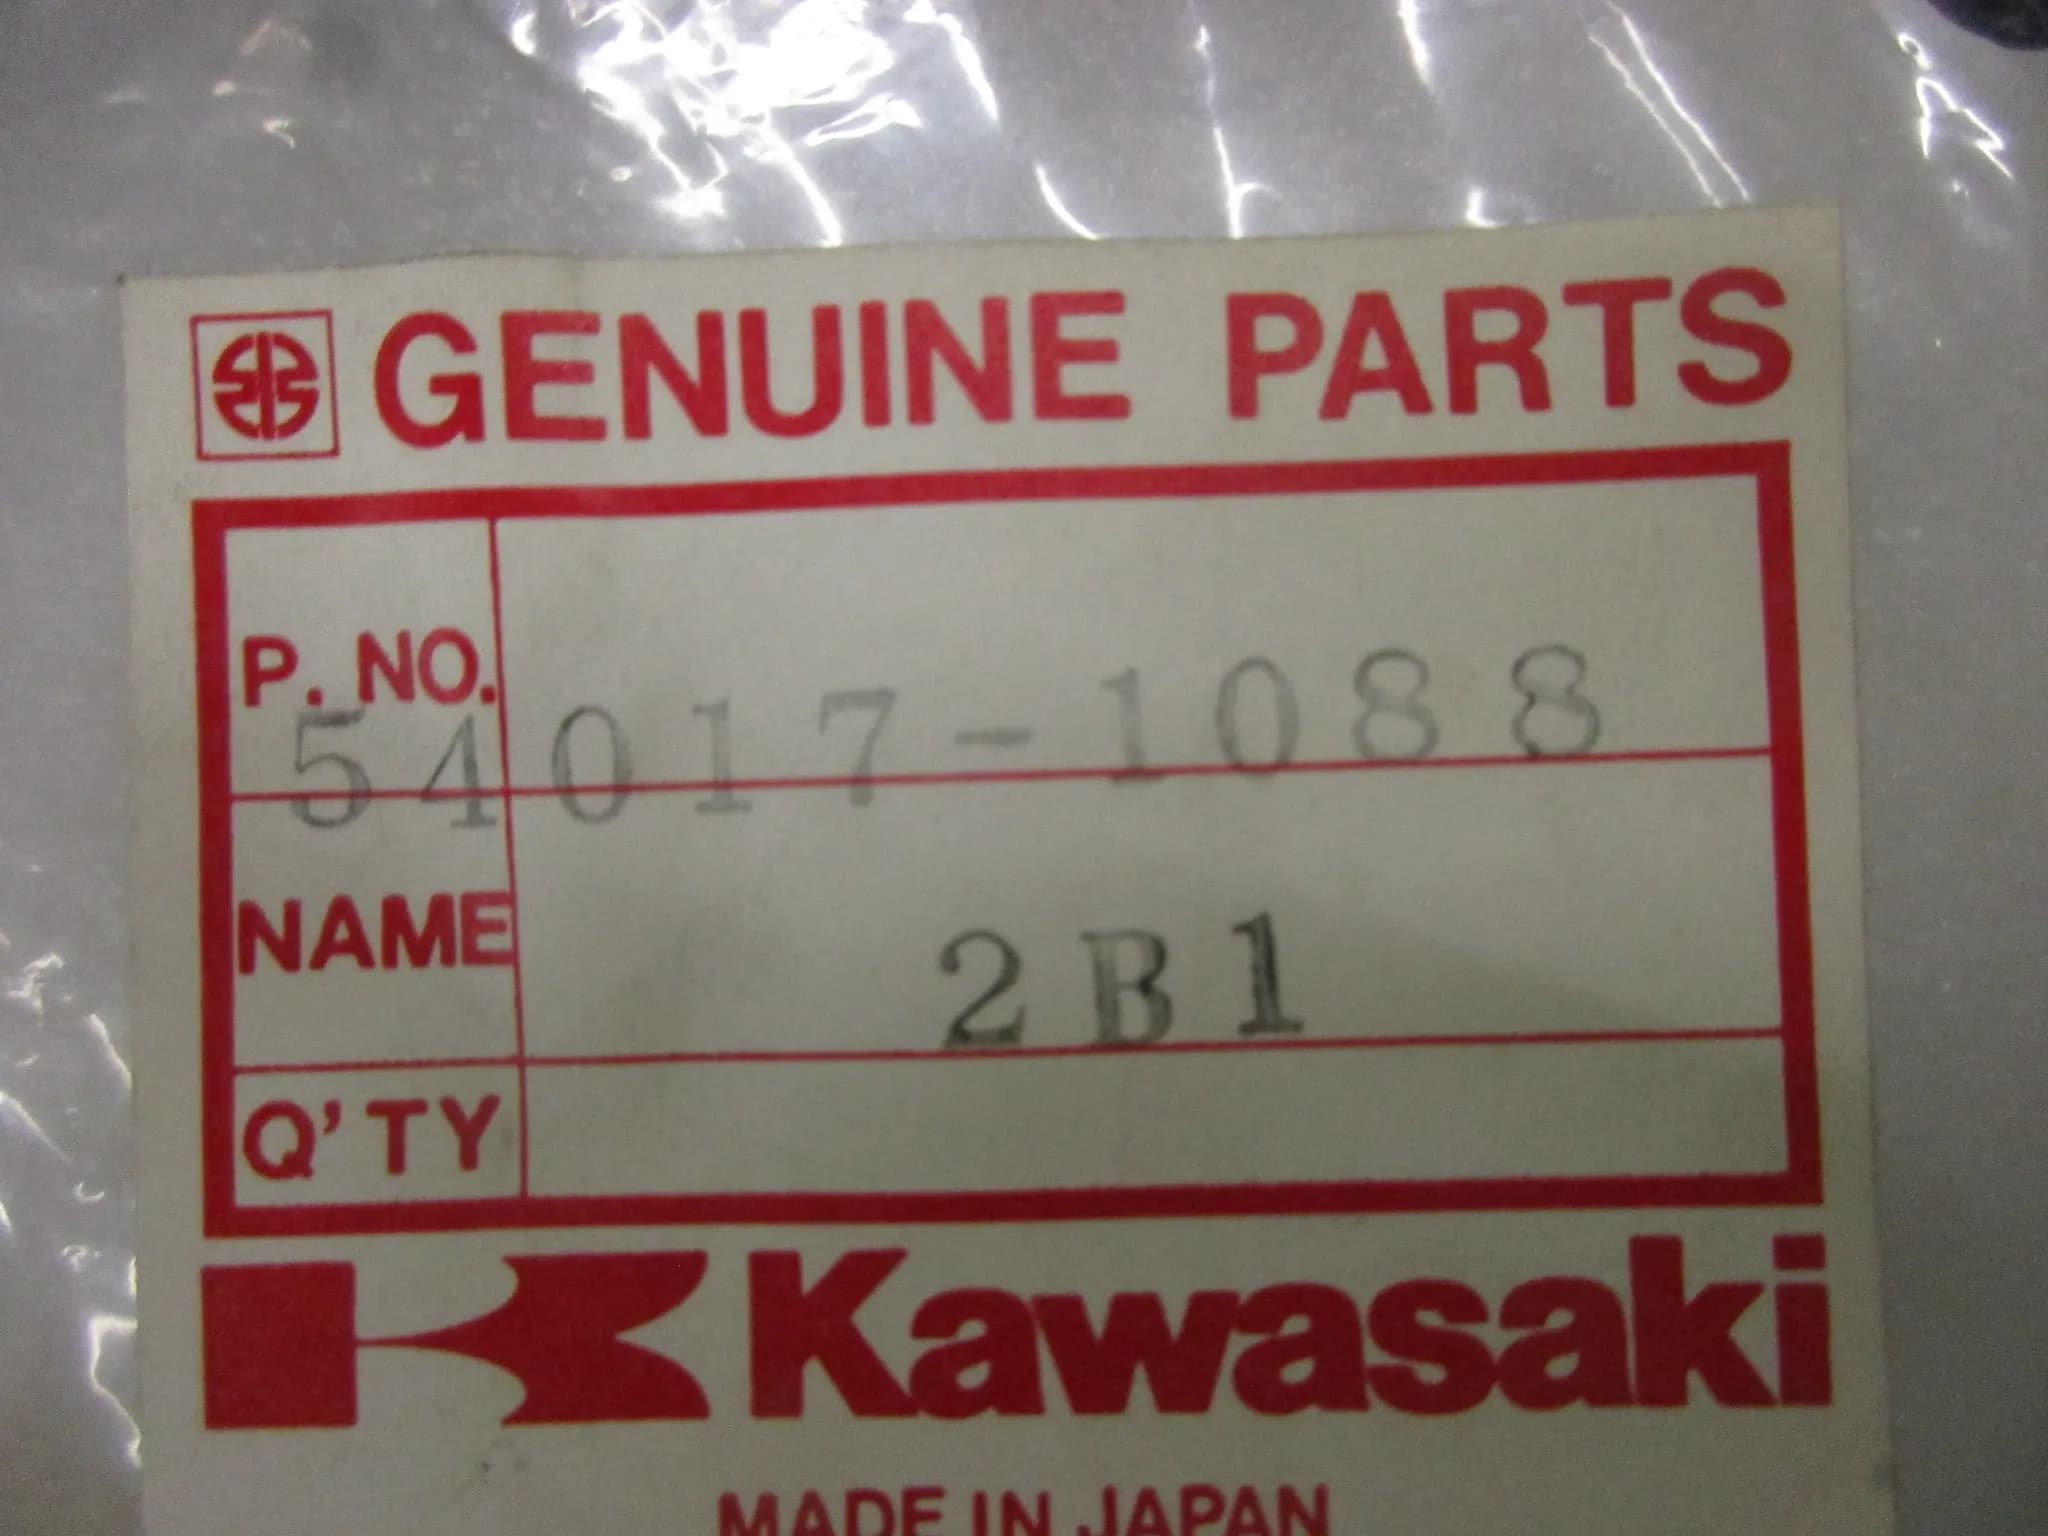 GENUINE PARTS
P. NO.
54017-1088
NAME 2B1
Q'TY
Kawasaki
MADE IN JAPAN